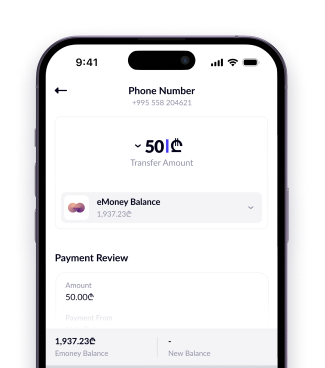 9:41
Phone Number
+995 558 204621
50₾
Transfer Amount
eMoney Balance
1,937.23₾
Payment Review
Amount
50.00₾
Payment From
1,937.23₾
Emoney Balance
-
New Balance